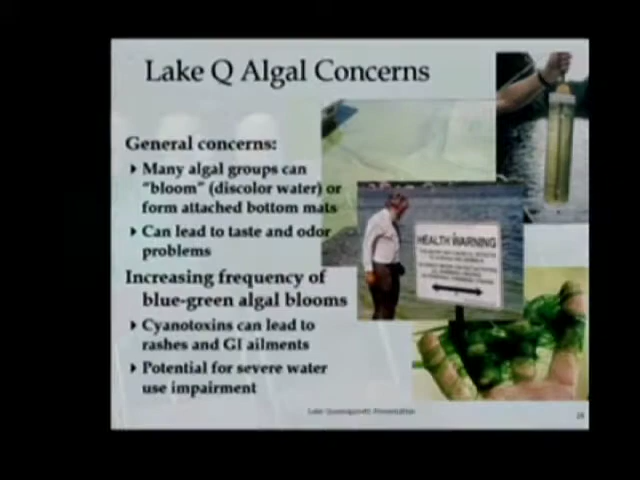 Lake Q Algal Concerns
General concerns:
Many algal groups can
"bloom" (discolor water) or
form attached bottom mats
Can lead to taste and odor
problems
Increasing frequency of
blue-green algal blooms
Cyanotoxins can lead to
rashes and GI ailments
Potential for severe water
use impairment
HEALTH WARNING
Presentation